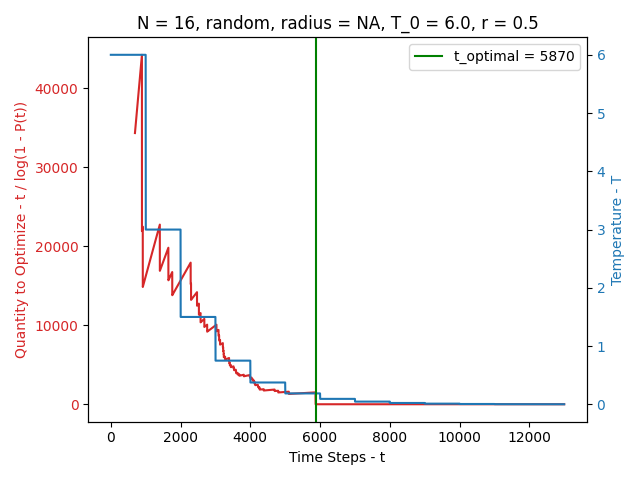 N = 16, random, radius = NA, T_0 = 6.0, r = 0.5
t_optimal = 5870
Quantity to Optimize - t / log(1 - P(t))
40000
30000
20000
10000
0
6
5
4
3
2
1
0
Temperature - T
0 2000 4000 6000 8000 10000 12000
Time Steps - t